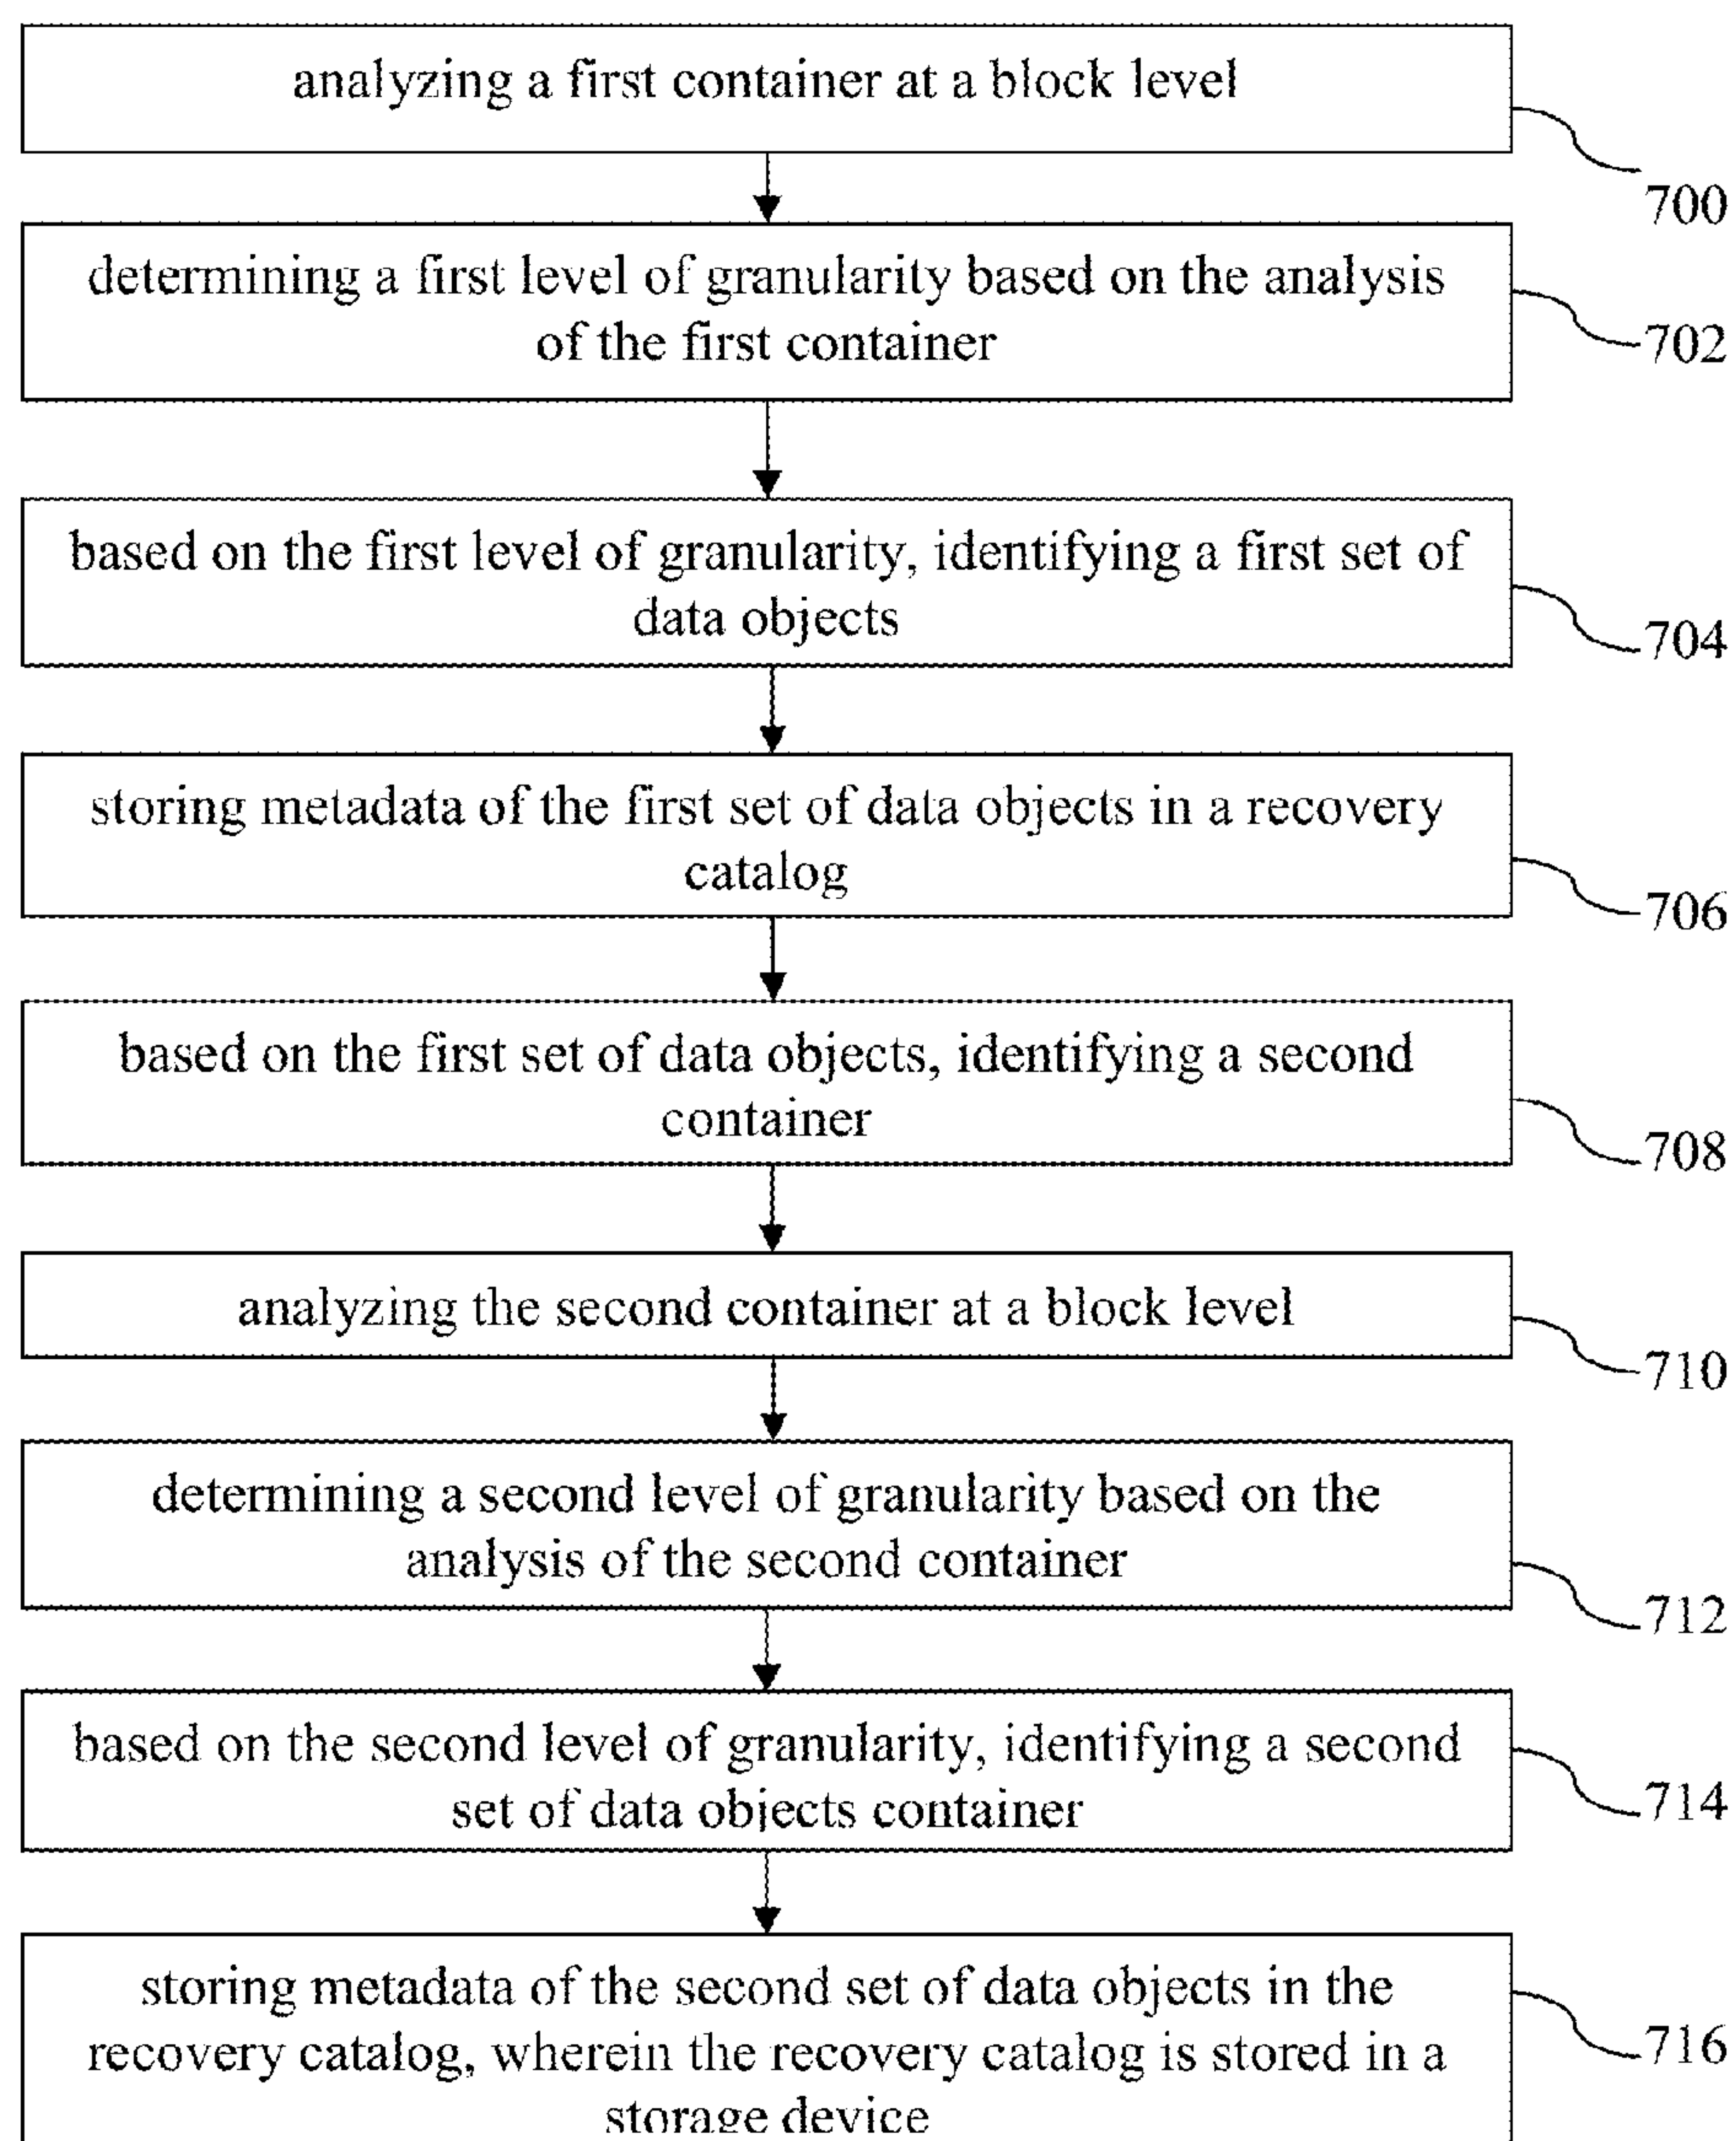 analyzing a first container at a block level
700
determining a first level of granularity based on the analysis
of the first container
702
based on the first level of granularity, identifying a first set of
data objects
704
storing metadata of the first set of data objects in a recovery
catalog
706
based on the first set of data objects, identifying a second
container
708
analyzing the second container at a block level
710
determining a second level of granularity based on the
analysis of the second container
712
based on the second level of granularity, identifying a second
set of data objects container
714
storing metadata of the second set of data objects in the
recovery catalog, wherein the recovery catalog is stored in a
storage device
716